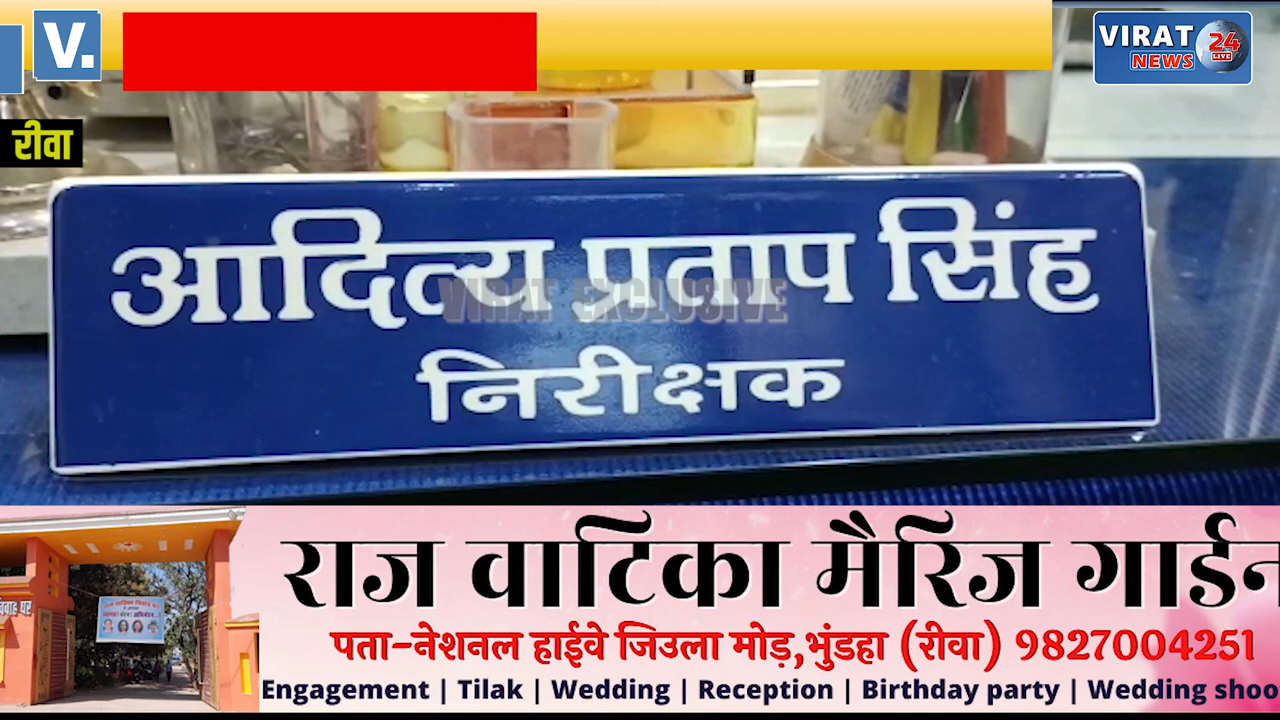 V.
VIRAT
NEWS
24
LIVE
रीवा
आदित्य प्रताप सिंह
VIRAT EXCLUSIVE
निरीक्षक
राज वाटिका मैरिज गार्डन
पता-नेशनल हाईवे जिउला मोड़,भुंडहा (रीवा) 9827004251
Engagement | Tilak | Wedding | Reception | Birthday party | Wedding shoo